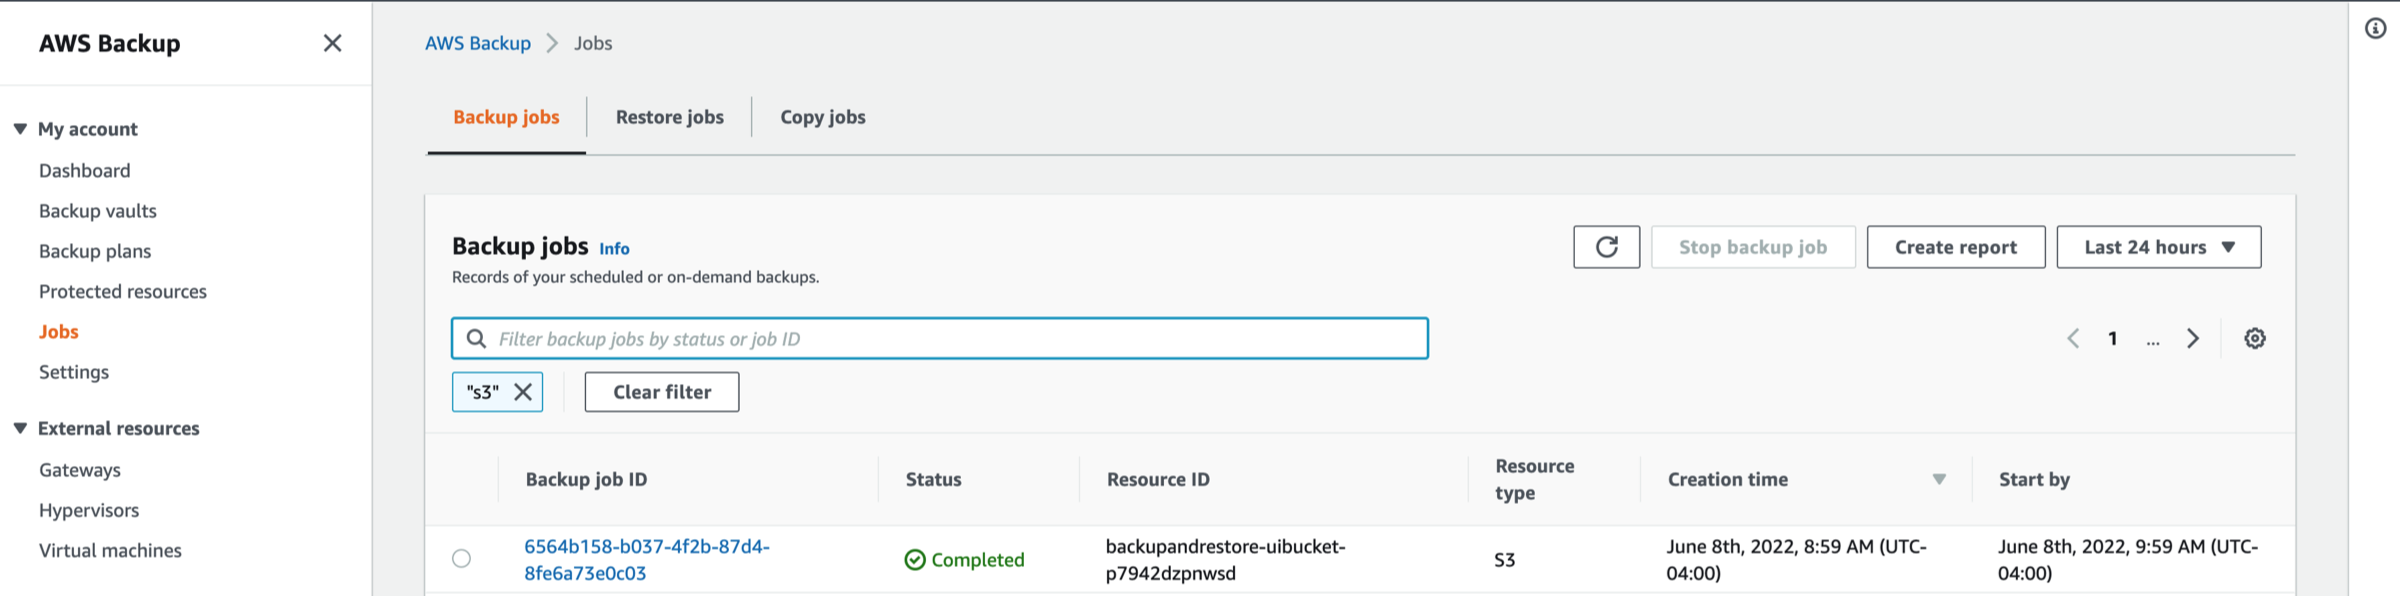 AWS Backup
My account
Dashboard
Backup vaults
Backup plans
Protected resources
Jobs
Settings
External resources
Gateways
Hypervisors
Virtual machines
AWS Backup > Jobs
Backup jobs
Restore jobs
Copy jobs
Backup jobs Info
Records of your scheduled or on-demand backups.
Stop backup job
Create report
Last 24 hours
Filter backup jobs by status or job ID
1 ...
"s3"
Clear filter
Backup job ID
Status
Resource ID
Resource
type
Creation time
Start by
6564b158-b037-4f2b-87d4-
8fe6a73e0c03
Completed
backupandrestore-uibucket-
p7942dzpnwsd
S3
June 8th, 2022, 8:59 AM (UTC-
04:00)
June 8th, 2022, 9:59 AM (UTC-
04:00)